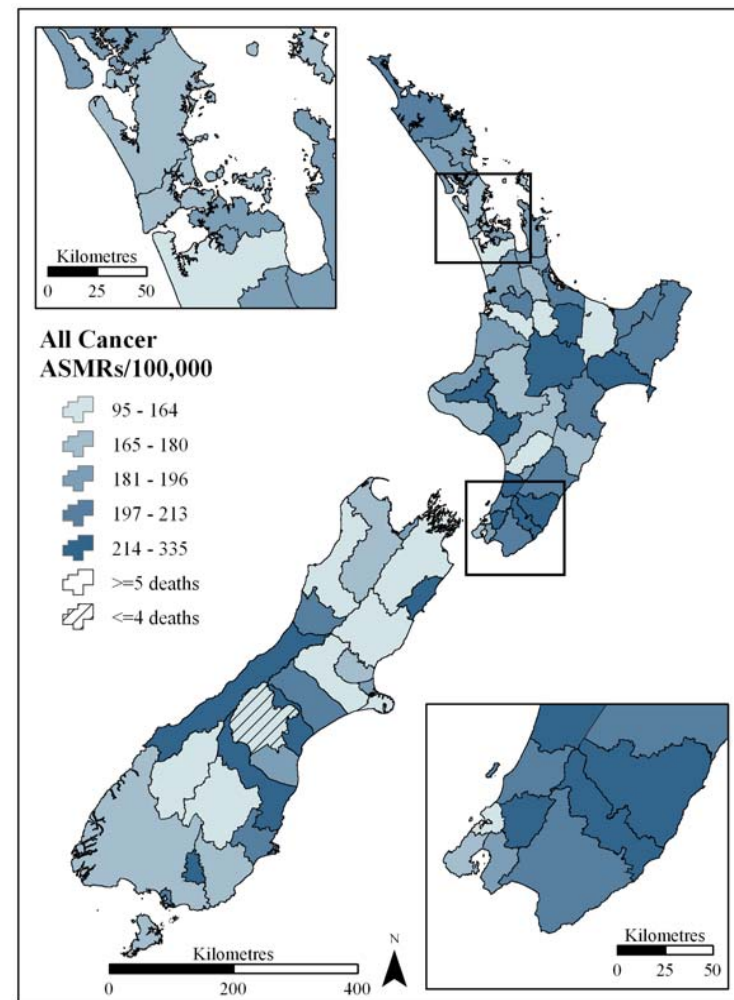 Kilometres
0 25 50
All Cancer
ASMRs/100,000
95 - 164
165 - 180
181 - 196
197 - 213
214 - 335
>=5 deaths
<=4 deaths
Kilometres
0 200 400
N
Kilometres
0 25 50